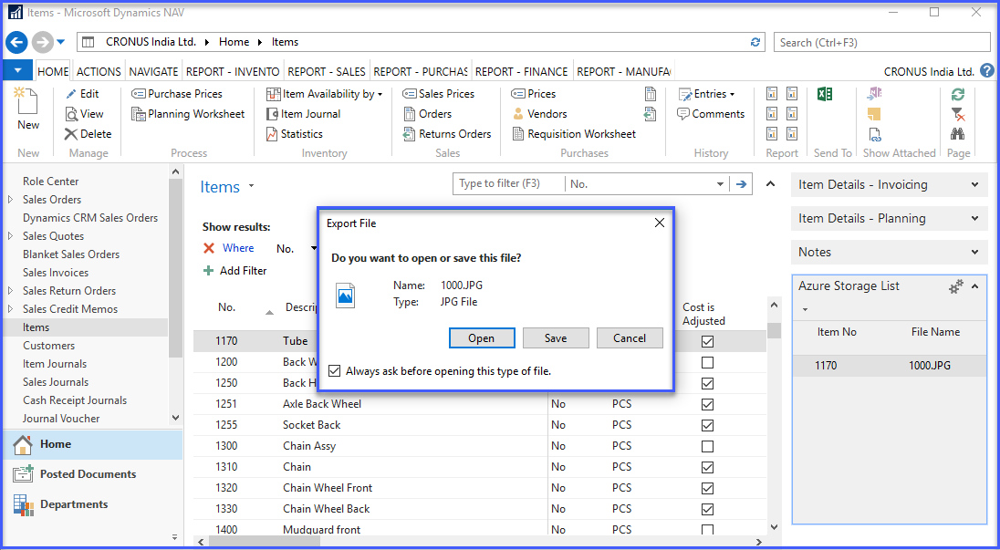 Items - Microsoft Dynamics NAV
CRONUS India Ltd. Home Items
Search (Ctrl+F3)
HOME ACTIONS NAVIGATE REPORT - INVENTO REPORT - SALES REPORT - PURCHAS REPORT - FINANCE REPORT - MANUFA CRONUS India Ltd.
New
New
Edit
View
Delete
Manage
Purchase Prices
Planning Worksheet
Process
Item Availability by
Item Journal
Statistics
Inventory
Sales Prices
Orders
Returns Orders
Sales
Prices
Vendors
Requisition Worksheet
Purchases
Entries
Comments
History
Report
Send To
Show Attached
Page
Role Center
Sales Orders
Dynamics CRM Sales Orders
Sales Quotes
Blanket Sales Orders
Sales Invoices
Sales Return Orders
Sales Credit Memos
Items
Customers
Item Journals
Sales Journals
Cash Receipt Journals
Journal Voucher
Home
Posted Documents
Departments
Items
Type to filter (F3) No.
Show results:
Where No.
Add Filter
Export File
Do you want to open or save this file?
Name: 1000.JPG
Type: JPG File
Open Save Cancel
Always ask before opening this type of file.
No. Descrip Cost is
Adjusted
1170 Tube
1200 Back W
1250 Back H
1251 Axle Back Wheel No PCS
1255 Socket Back No PCS
1300 Chain Assy No PCS
1310 Chain No PCS
1320 Chain Wheel Front No PCS
1330 Chain Wheel Back No PCS
1400 Mudguard front No PCS
Item Details - Invoicing
Item Details - Planning
Notes
Azure Storage List
Item No File Name
1170 1000.JPG